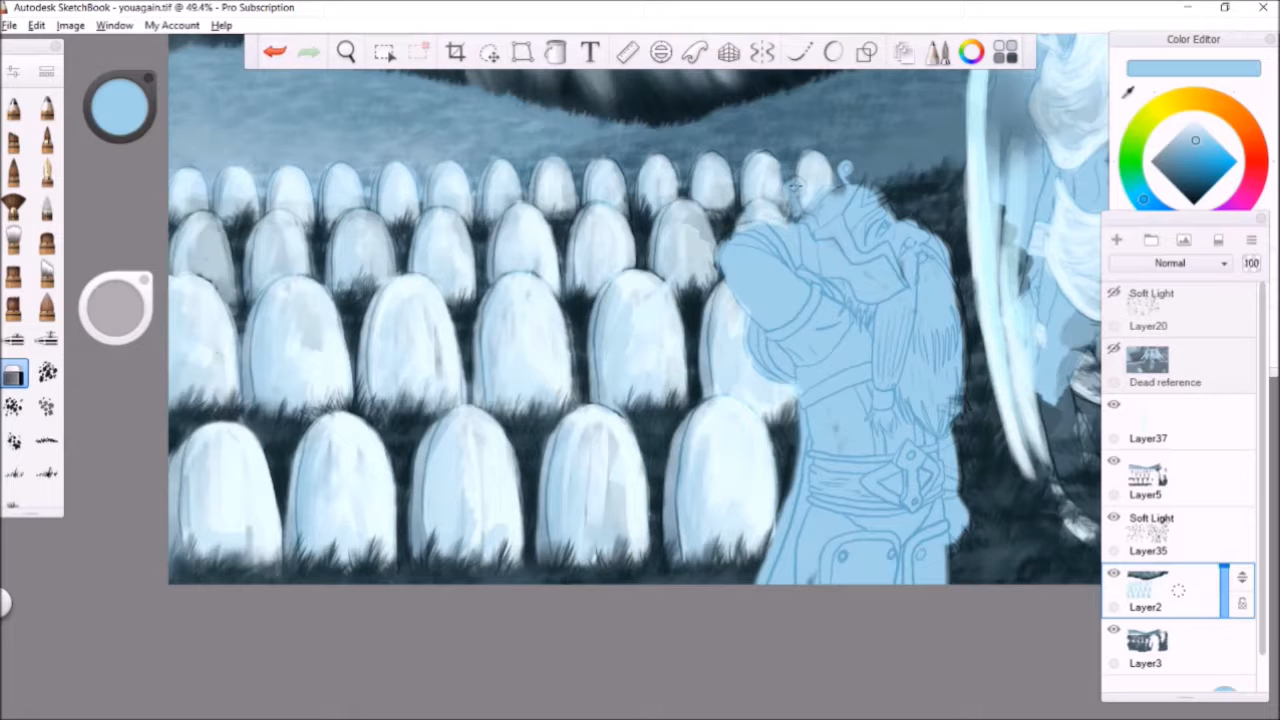 Autodesk SketchBook - youagain.tif @ 49.4% - Pro Subscription
File Edit Image Window My Account Help
T
Color Editor
Normal 100
Soft Light
Layer20
Dead reference
Layer37
Layer5
Soft Light
Layer35
Layer2
Layer3